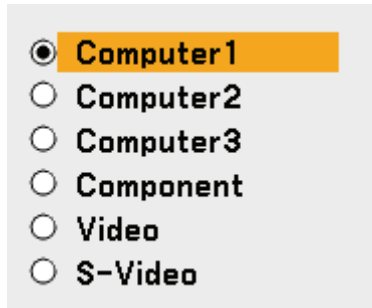 Computer1
Computer2
Computer3
Component
Video
S-Video